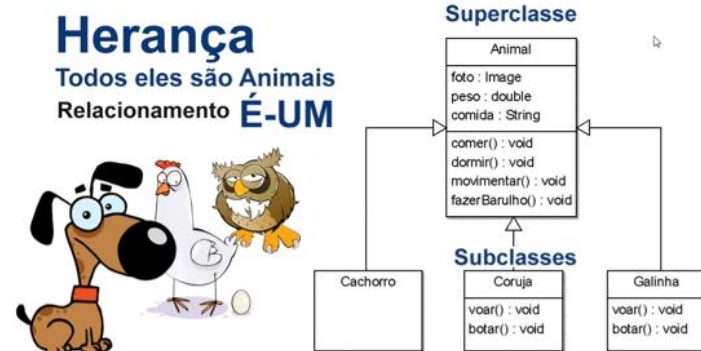 Herança
Todos eles são Animais
Relacionamento É-UM
Superclasse
Animal
foto : Image
peso : double
comida : String
comer() : void
dormir() : void
movimentar() : void
fazerBarulho() : void
Subclasses
Cachorro
Coruja
voar() : void
botar() : void
Galinha
voar() : void
botar() : void